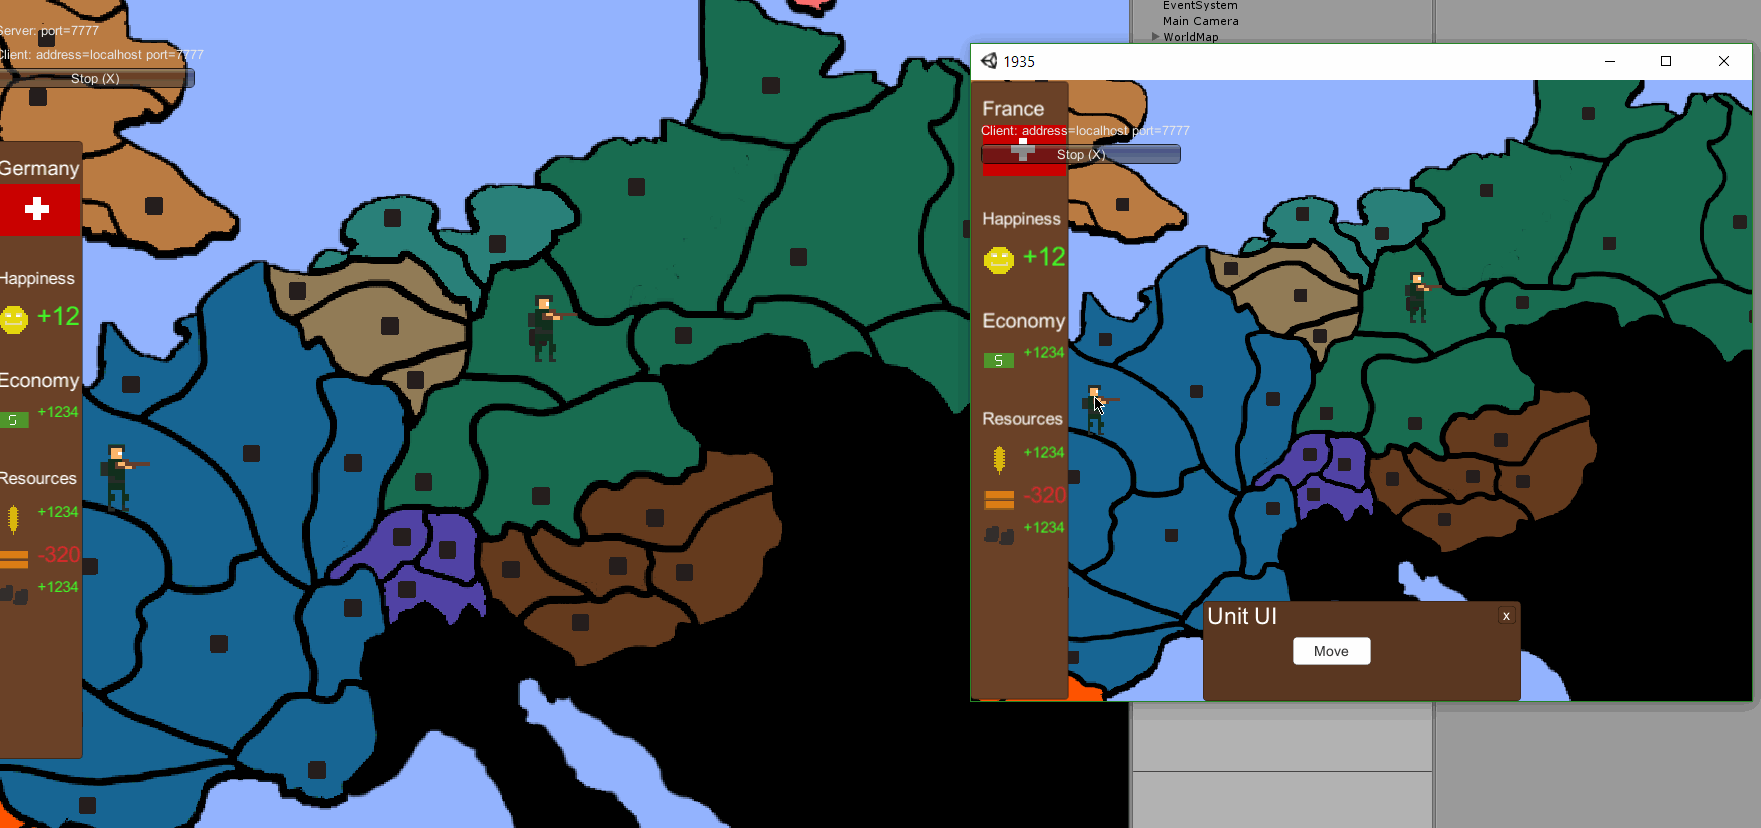 Server: port=7777
Client: address=localhost port=7777
Stop (X)
Germany
Happiness
+12
Economy
S
+1234
Resources
+1234
-320
+1234
EventSystem
Main Camera
WorldMap
1935
France
Client: address=localhost port=7777
Stop (X)
Happiness
+12
Economy
S
+1234
Resources
+1234
-320
+1234
Unit UI
x
Move